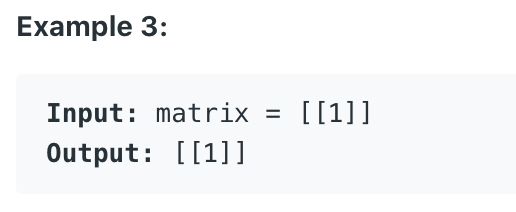 Example 3:
Input: matrix = [[1]]
Output: [[1]]